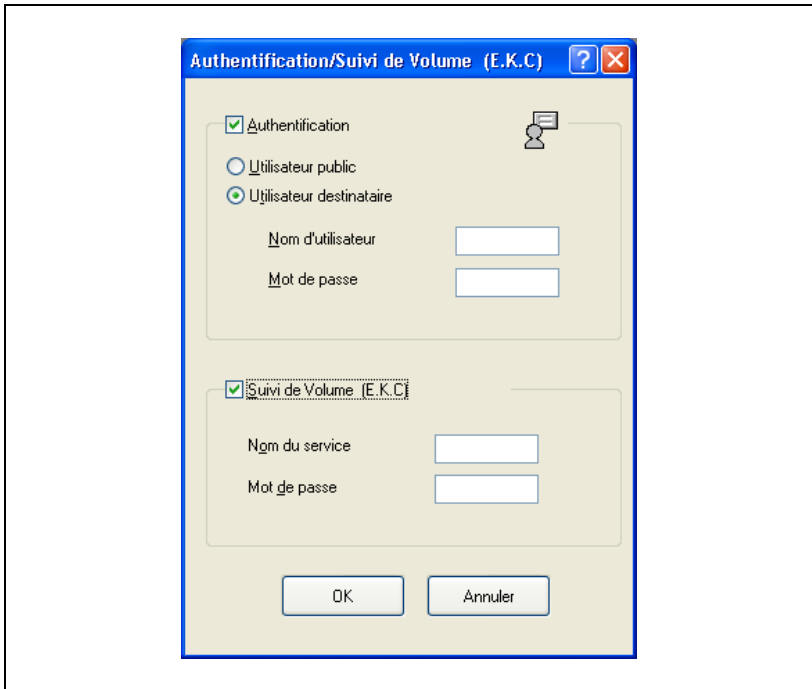 Authentification/Suivi de Volume (E.K.C)
Authentification
Utilisateur public
Utilisateur destinataire
Nom d'utilisateur
Mot de passe
Suivi de Volume (E.K.C)
Nom du service
Mot de passe
OK
Annuler